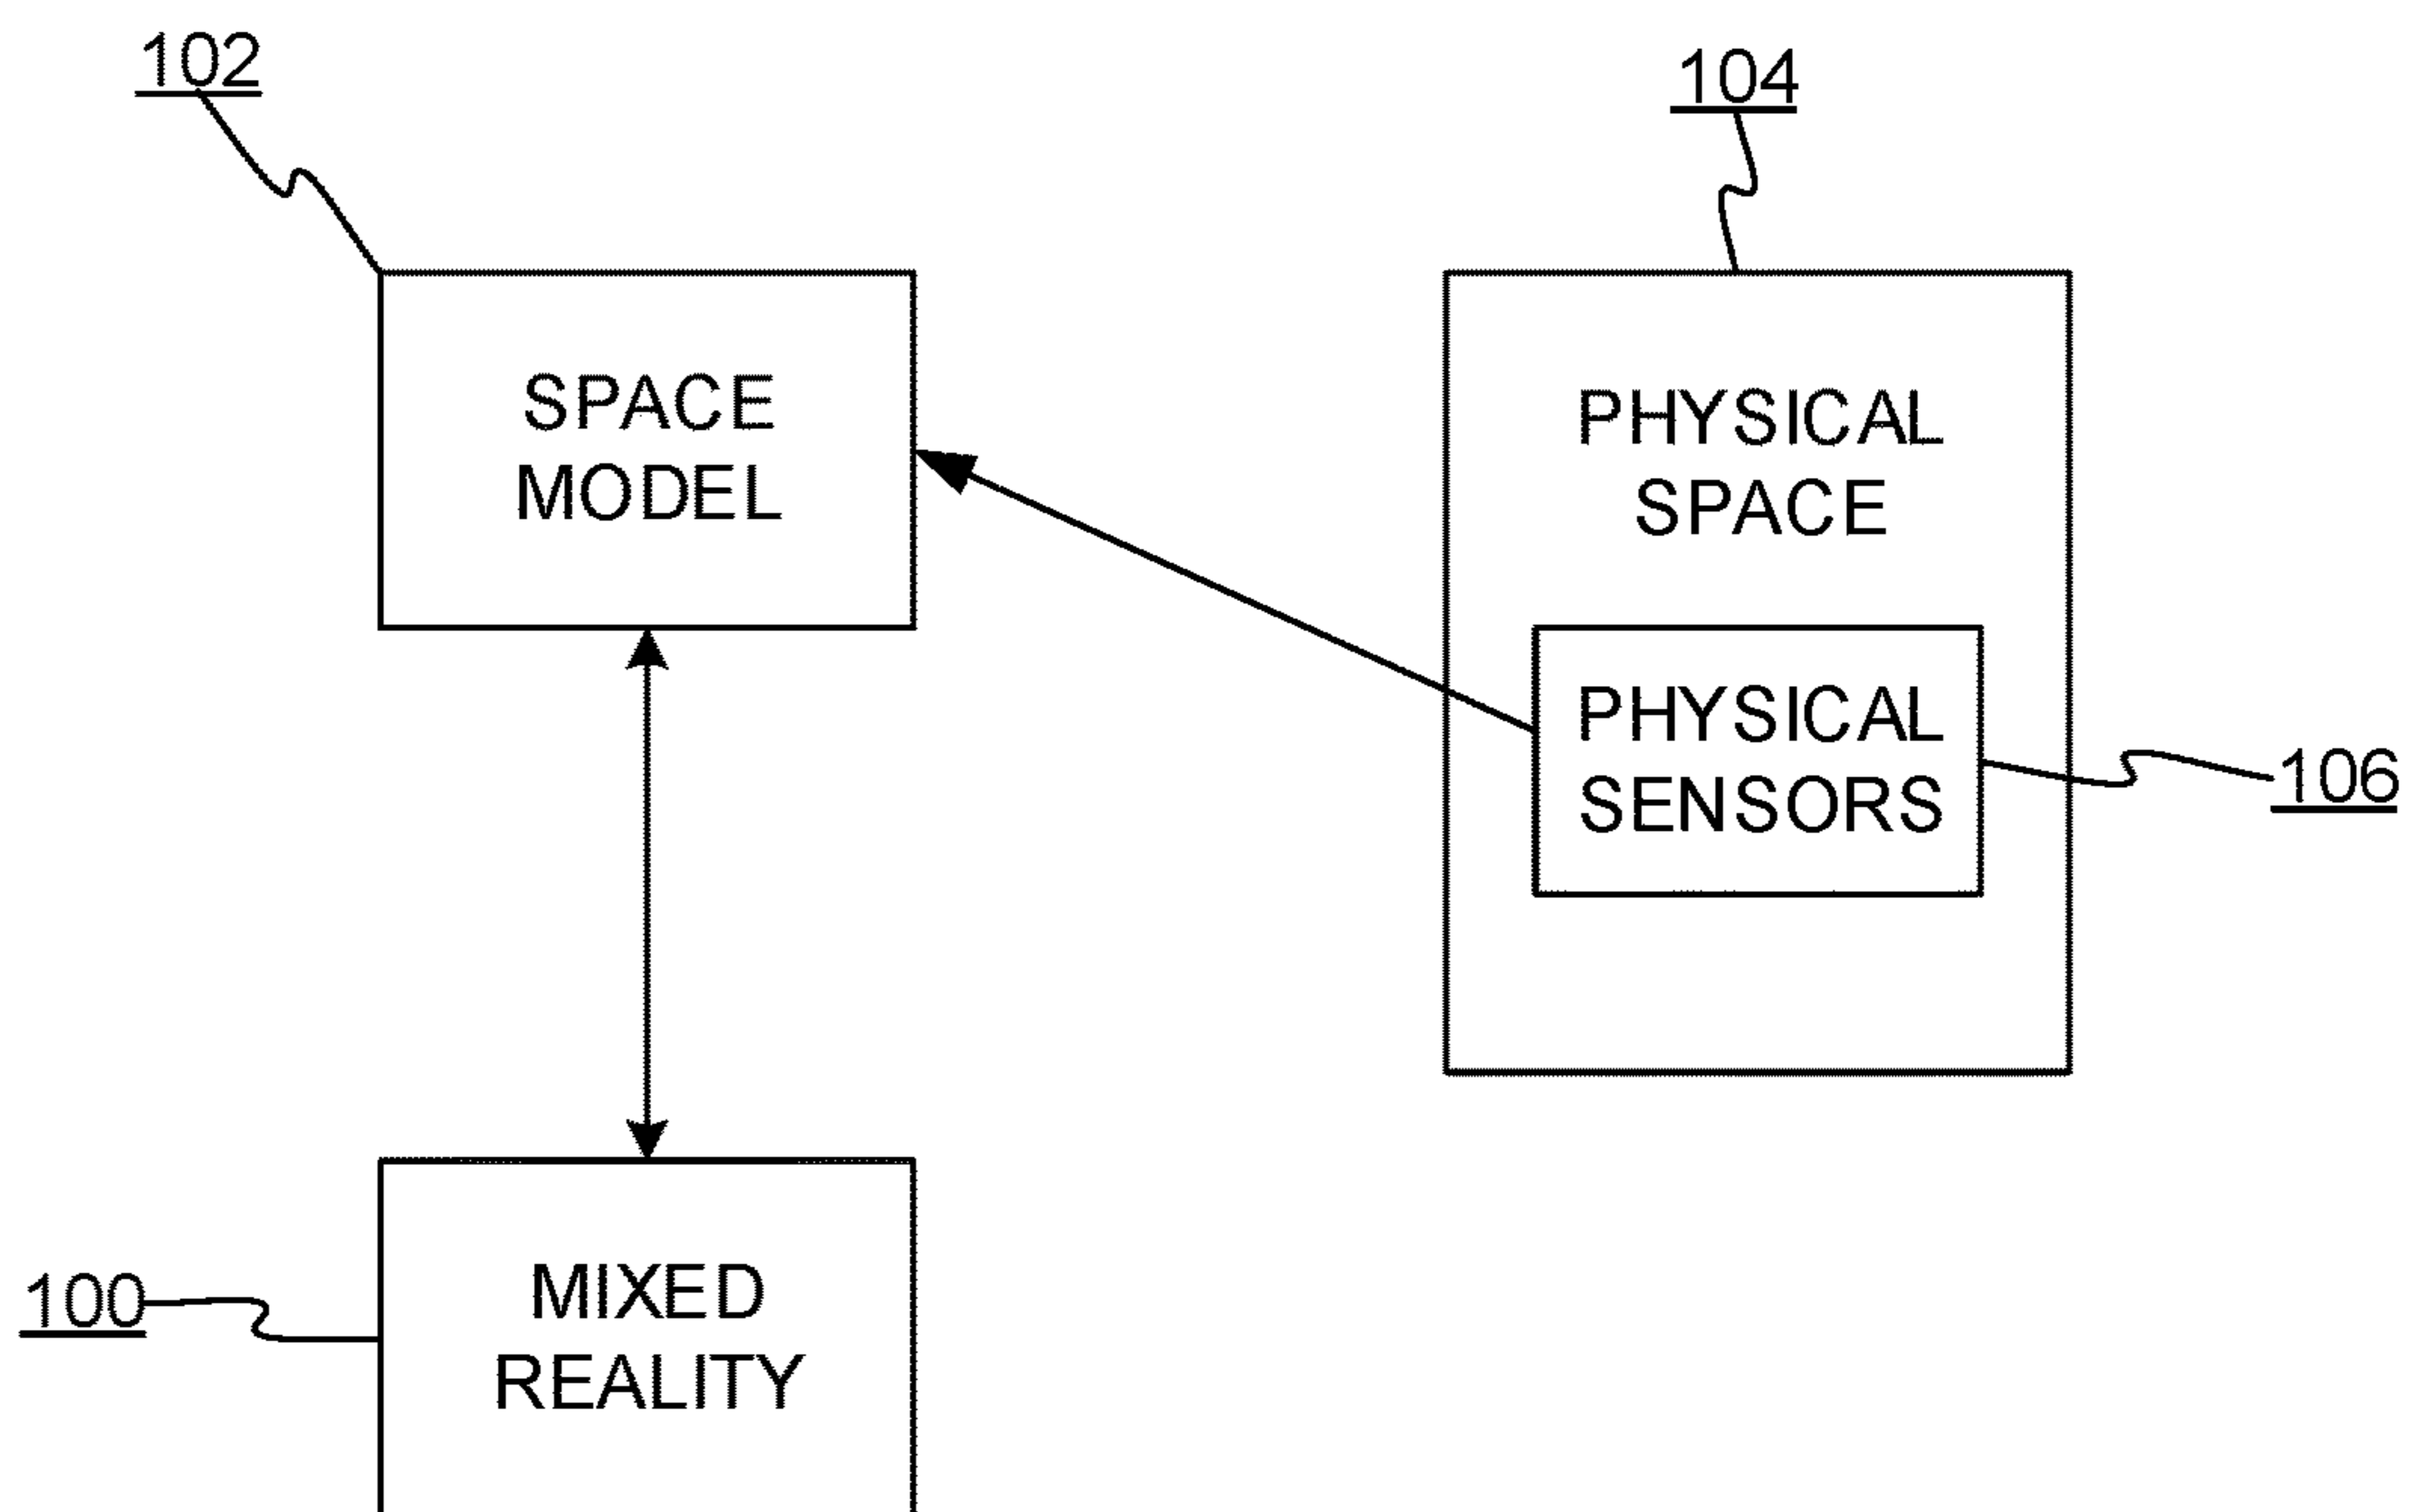 102
104
SPACE
MODEL
PHYSICAL
SPACE
PHYSICAL
SENSORS
106
100
MIXED
REALITY